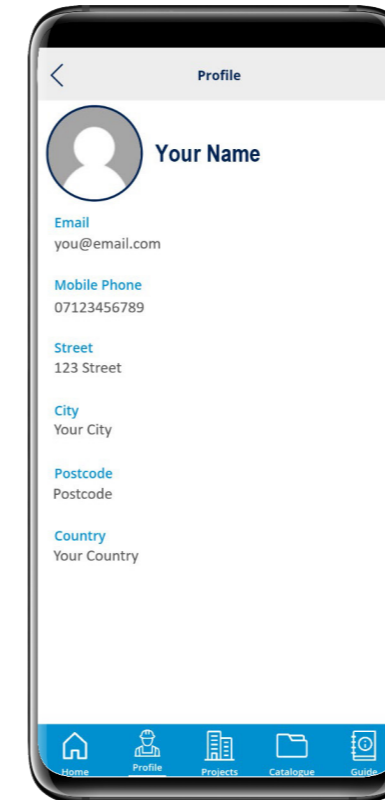 Profile
Your Name
Email
you@email.com
Mobile Phone
07123456789
Street
123 Street
City
Your City
Postcode
Postcode
Country
Your Country
Home Profile Projects Catalogue Guide